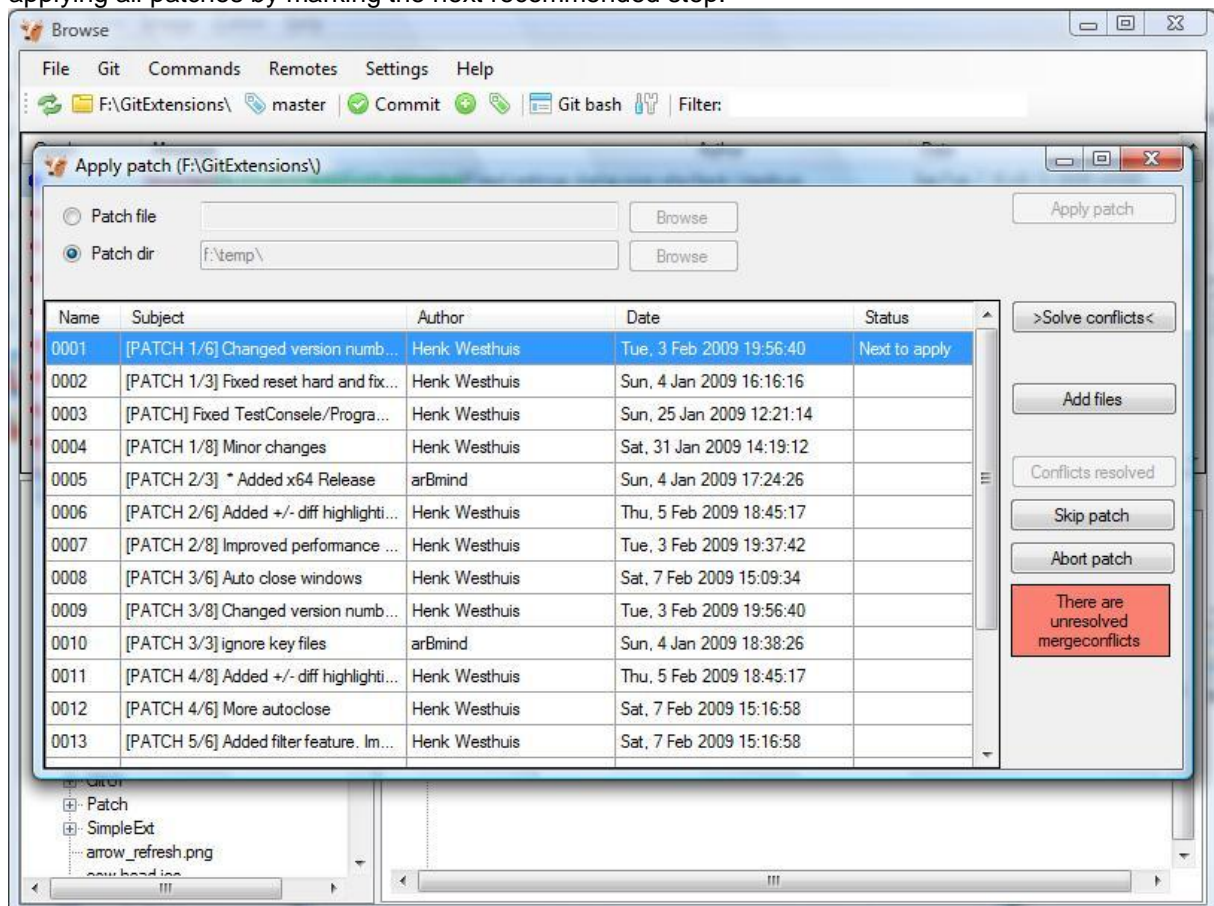 applying all patches by marking the next recommended step.
Browse
File Git Commands Remotes Settings Help
F:\GitExtensions\ master Commit Git bash Filter:
Apply patch (F:\GitExtensions\)
Patch file Browse Apply patch
Patch dir f:\temp\ Browse
Name Subject Author Date Status >Solve conflicts<
0001 [PATCH 1/6] Changed version numb... Henk Westhuis Tue, 3 Feb 2009 19:56:40 Next to apply
0002 [PATCH 1/3] Fixed reset hard and fix... Henk Westhuis Sun, 4 Jan 2009 16:16:16
Add files
0003 [PATCH] Fixed TestConsele/Progra... Henk Westhuis Sun, 25 Jan 2009 12:21:14
0004 [PATCH 1/8] Minor changes Henk Westhuis Sat, 31 Jan 2009 14:19:12
0005 [PATCH 2/3] * Added x64 Release arBmind Sun, 4 Jan 2009 17:24:26 Conflicts resolved
0006 [PATCH 2/6] Added +/- diff highlighti... Henk Westhuis Thu, 5 Feb 2009 18:45:17 Skip patch
0007 [PATCH 2/8] Improved performance ... Henk Westhuis Tue, 3 Feb 2009 19:37:42
Abort patch
0008 [PATCH 3/6] Auto close windows Henk Westhuis Sat, 7 Feb 2009 15:09:34
0009 [PATCH 3/8] Changed version numb... Henk Westhuis Tue, 3 Feb 2009 19:56:40
There are
unresolved
mergeconflicts
0010 [PATCH 3/3] ignore key files arBmind Sun, 4 Jan 2009 18:38:26
0011 [PATCH 4/8] Added +/- diff highlighti... Henk Westhuis Thu, 5 Feb 2009 18:45:17
0012 [PATCH 4/6] More autoclose Henk Westhuis Sat, 7 Feb 2009 15:16:58
0013 [PATCH 5/6] Added filter feature. Im... Henk Westhuis Sat, 7 Feb 2009 15:16:58
Patch
SimpleExt
arrow_refresh.png